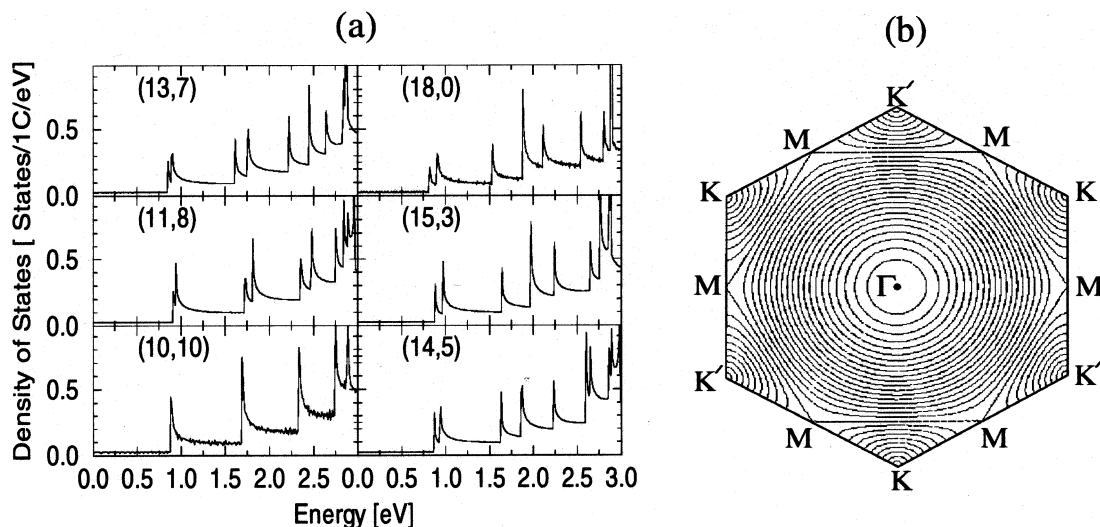 (a)
(b)
Density of States [ States/1C/eV]
(13,7)
(18,0)
0.5
0.0
(11,8)
(15,3)
0.5
0.0
(10,10)
(14,5)
0.5
0.0
0.0 0.5 1.0 1.5 2.0 2.5 0.0 0.5 1.0 1.5 2.0 2.5 3.0
Energy [eV]
K′
M M
K K
M Γ M
K′ K′
M M
K